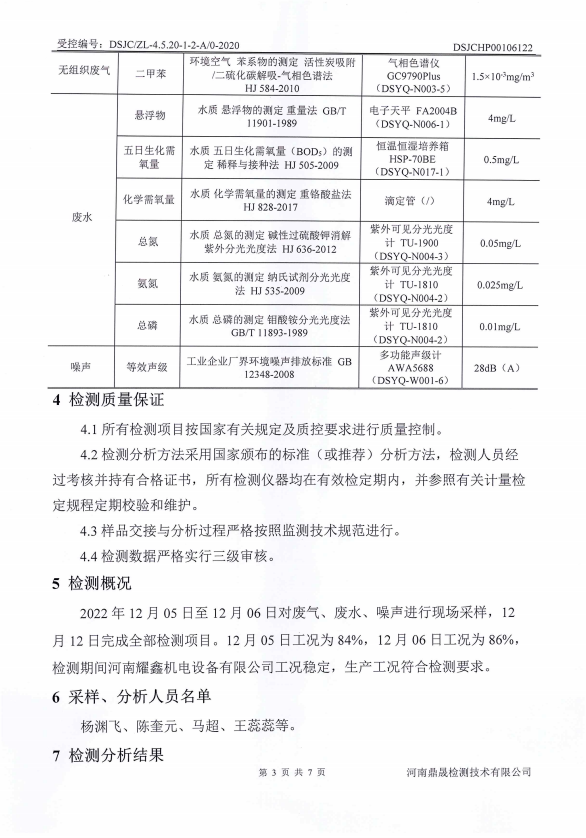 受控编号：DSJC/ZL-4.5.20-1-2-A/0-2020
DSJCHP00106122
无组织废气
二甲苯
环境空气 苯系物的测定 活性炭吸附
/二硫化碳解吸-气相色谱法
HJ 584-2010
气相色谱仪
GC9790Plus
（DSYQ-N003-5）
1.5×10-3mg/m3
废水
悬浮物
水质 悬浮物的测定 重量法 GB/T
11901-1989
电子天平 FA2004B
（DSYQ-N006-1）
4mg/L
五日生化需
氧量
水质 五日生化需氧量（BOD5）的测
定 稀释与接种法 HJ 505-2009
恒温恒湿培养箱
HSP-70BE
（DSYQ-N017-1）
0.5mg/L
化学需氧量
水质 化学需氧量的测定 重铬酸盐法
HJ 828-2017
滴定管（/）
4mg/L
总氮
水质 总氮的测定 碱性过硫酸钾消解
紫外分光光度法 HJ 636-2012
紫外可见分光光度
计 TU-1900
（DSYQ-N004-3）
0.05mg/L
氨氮
水质 氨氮的测定 纳氏试剂分光光度
法 HJ 535-2009
紫外可见分光光度
计 TU-1810
（DSYQ-N004-2）
0.025mg/L
总磷
水质 总磷的测定 钼酸铵分光光度法
GB/T 11893-1989
紫外可见分光光度
计 TU-1810
（DSYQ-N004-2）
0.01mg/L
噪声
等效声级
工业企业厂界环境噪声排放标准 GB
12348-2008
多功能声级计
AWA5688
（DSYQ-W001-6）
28dB（A）
4 检测质量保证
4.1 所有检测项目按国家有关规定及质控要求进行质量控制。
4.2 检测分析方法采用国家颁布的标准（或推荐）分析方法，检测人员经
过考核并持有合格证书，所有检测仪器均在有效检定期内，并参照有关计量检
定规程定期校验和维护。
4.3 样品交接与分析过程严格按照监测技术规范进行。
4.4 检测数据严格实行三级审核。
5 检测概况
2022 年 12 月 05 日至 12 月 06 日对废气、废水、噪声进行现场采样，12
月 12 日完成全部检测项目。12 月 05 日工况为 84%，12 月 06 日工况为 86%，
检测期间河南耀鑫机电设备有限公司工况稳定，生产工况符合检测要求。
6 采样、分析人员名单
杨渊飞、陈奎元、马超、王蕊蕊等。
7 检测分析结果
第 3 页 共 7 页
河南鼎晟检测技术有限公司